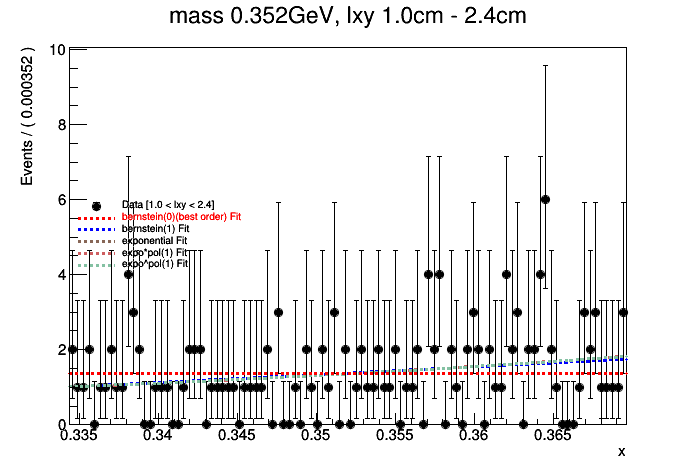 mass 0.352GeV, lxy 1.0cm - 2.4cm
Events / ( 0.000352 )
10
8
6
4
2
0
Data [1.0 < lxy < 2.4]
bernstein(0)(best order) Fit
bernstein(1) Fit
exponential Fit
expo*pol(1) Fit
expo^pol(1) Fit
0.335 0.34 0.345 0.35 0.355 0.36 0.365
x